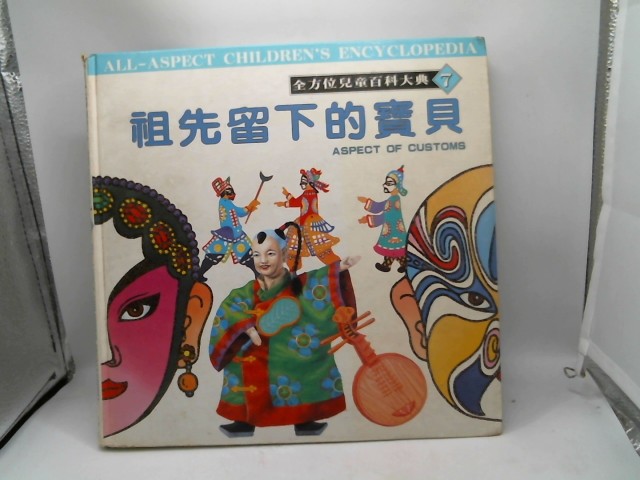 ALL-ASPECT CHILDREN'S ENCYCLOPEDIA
全方位兒童百科大典 7
祖先留下的寶貝
ASPECT OF CUSTOMS